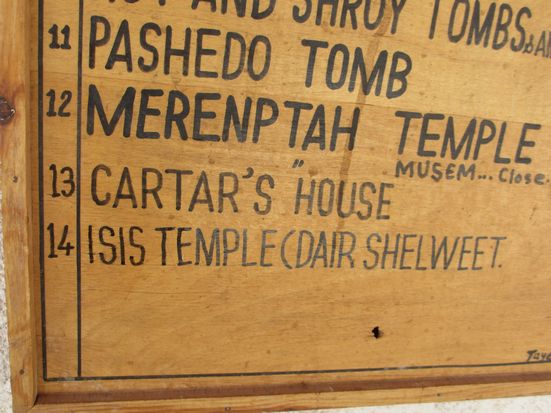 AND SHROY TOMBS
11 PASHEDO TOMB
12 MERENPTAH TEMPLE
MUSEM... Close.
13 CARTAR'S "HOUSE
14 ISIS TEMPLE (DAIR SHELWEET.